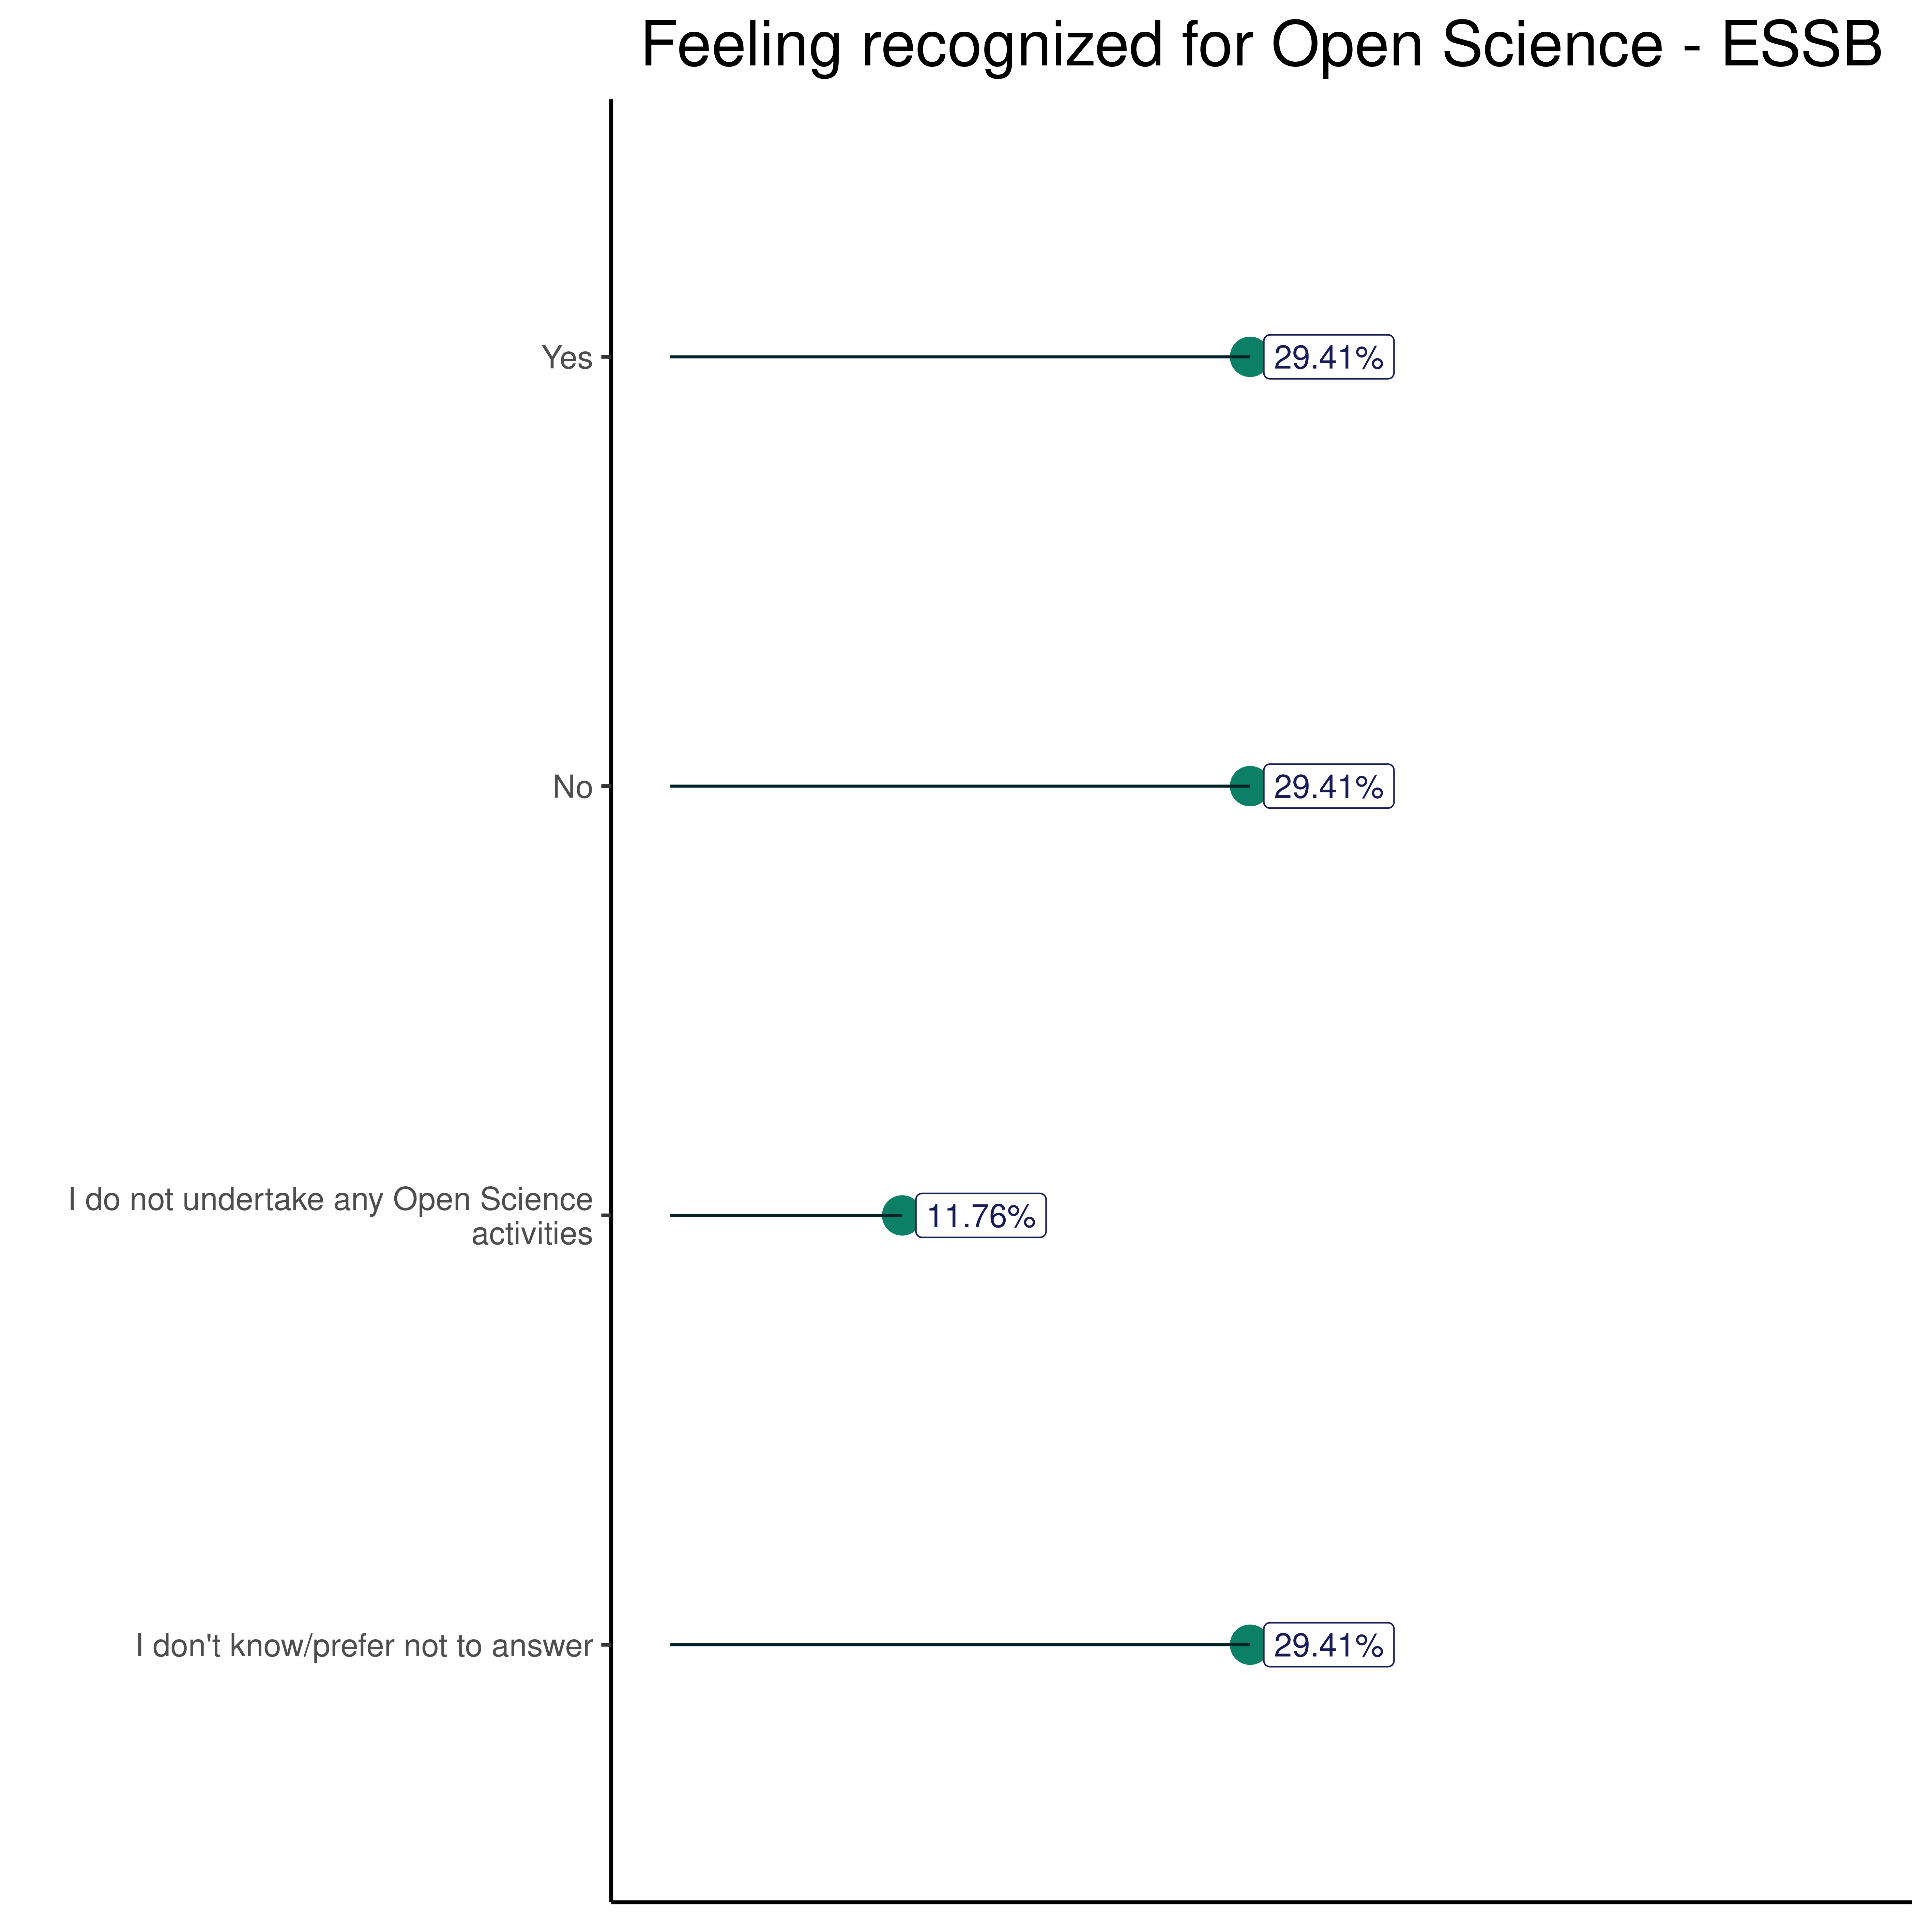 Feeling recognized for Open Science - ESSB
Yes
29.41%
No
29.41%
I do not undertake any Open Science
activities
11.76%
I don't know/prefer not to answer
29.41%